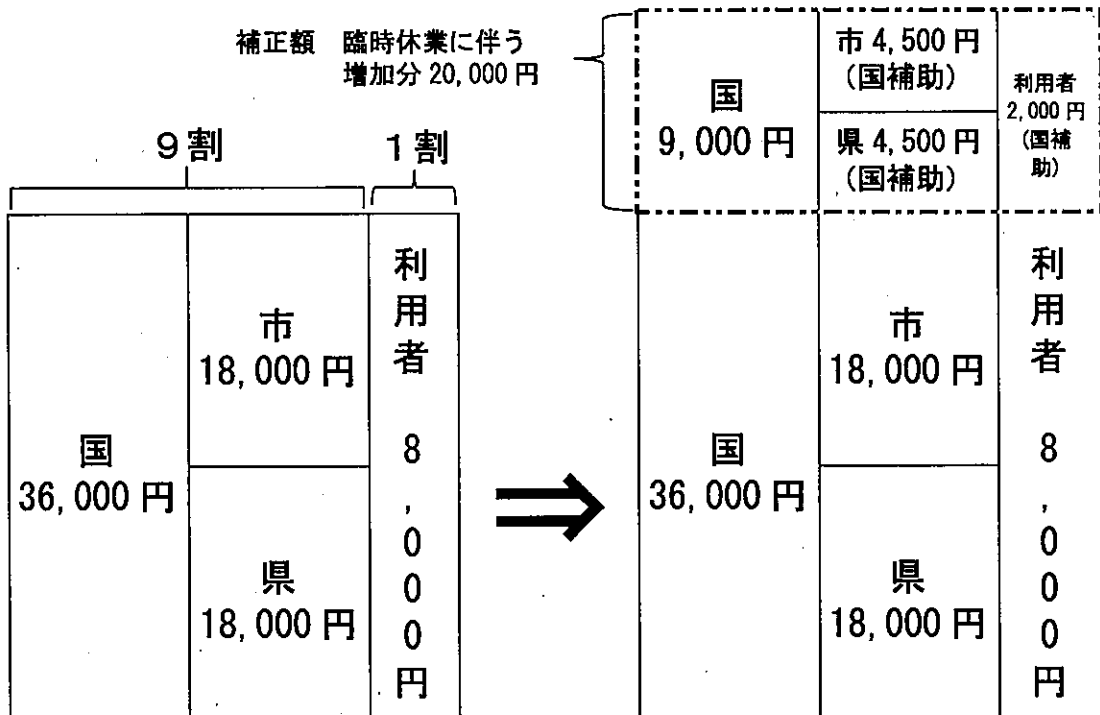 補正額 臨時休業に伴う
増加分 20,000 円
9割
1割
国
36,000 円
市
18,000 円
県
18,000 円
利用者 8,000円
国
9,000 円
市 4,500 円
(国補助)
県 4,500 円
(国補助)
利用者
2,000 円
(国補
助)
国
36,000 円
市
18,000 円
県
18,000 円
利用者 8,000円